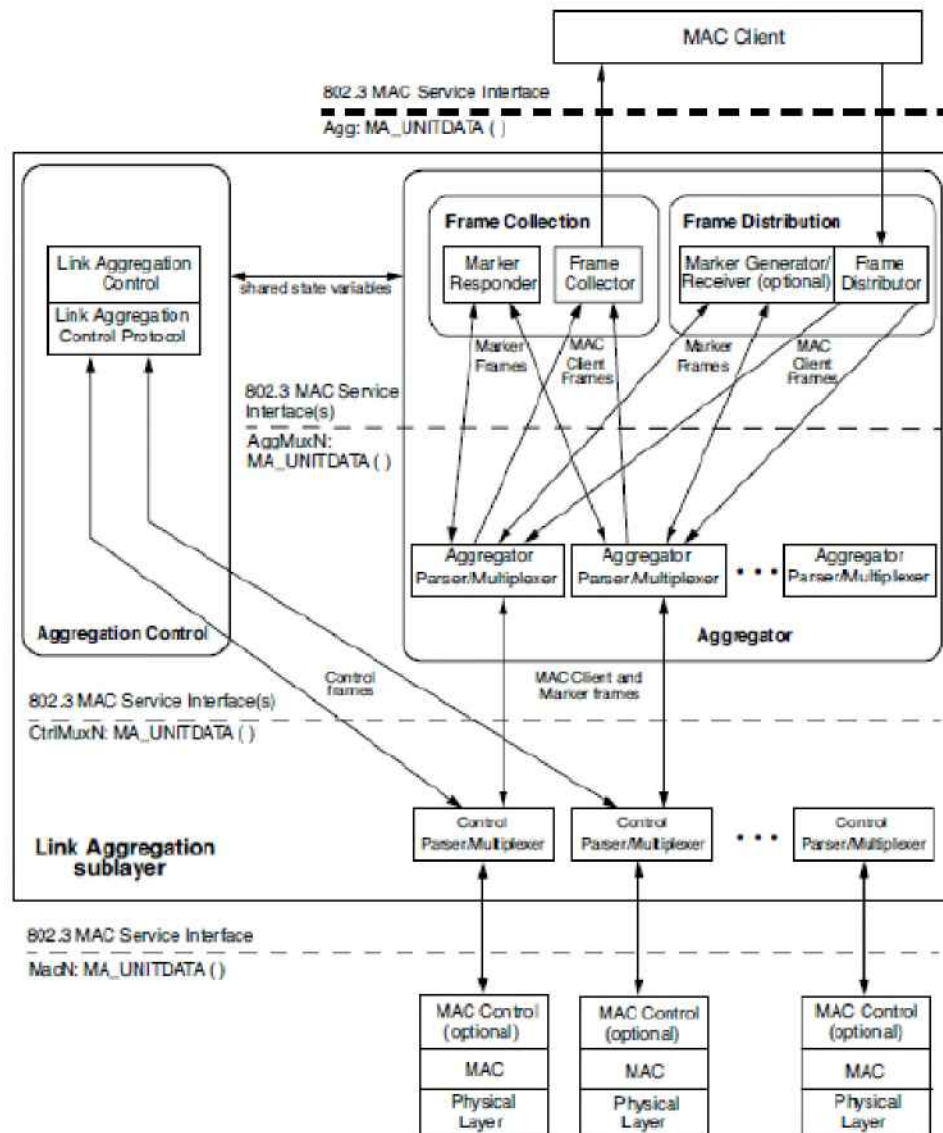 MAC Client
802.3 MAC Service Interface
Agg: MA_UNITDATA ( )
Frame Collection
Frame Distribution
Marker
Responder
Frame
Collector
Marker Generator/
Receiver (optional)
Frame
Distributor
Link Aggregation
Control
Link Aggregation
Control Protocol
shared state variables
Marker
Frames
MAC
Client
Frames
Marker
Frames
MAC
Client
Frames
802.3 MAC Service
Interface(s)
AggMuxN:
MA_UNITDATA ( )
Aggregator
Parser/Multiplexer
Aggregator
Parser/Multiplexer
• • •
Aggregator
Parser/Multiplexer
Aggregation Control
Aggregator
Control
frames
MAC Client and
Marker frames
802.3 MAC Service Interface(s)
CtrlMuxN: MA_UNITDATA ( )
Control
Parser/Multiplexer
Control
Parser/Multiplexer
• • •
Control
Parser/Multiplexer
Link Aggregation
sublayer
802.3 MAC Service Interface
MacN: MA_UNITDATA ( )
MAC Control
(optional)
MAC
Physical
Layer
MAC Control
(optional)
MAC
Physical
Layer
MAC Control
(optional)
MAC
Physical
Layer